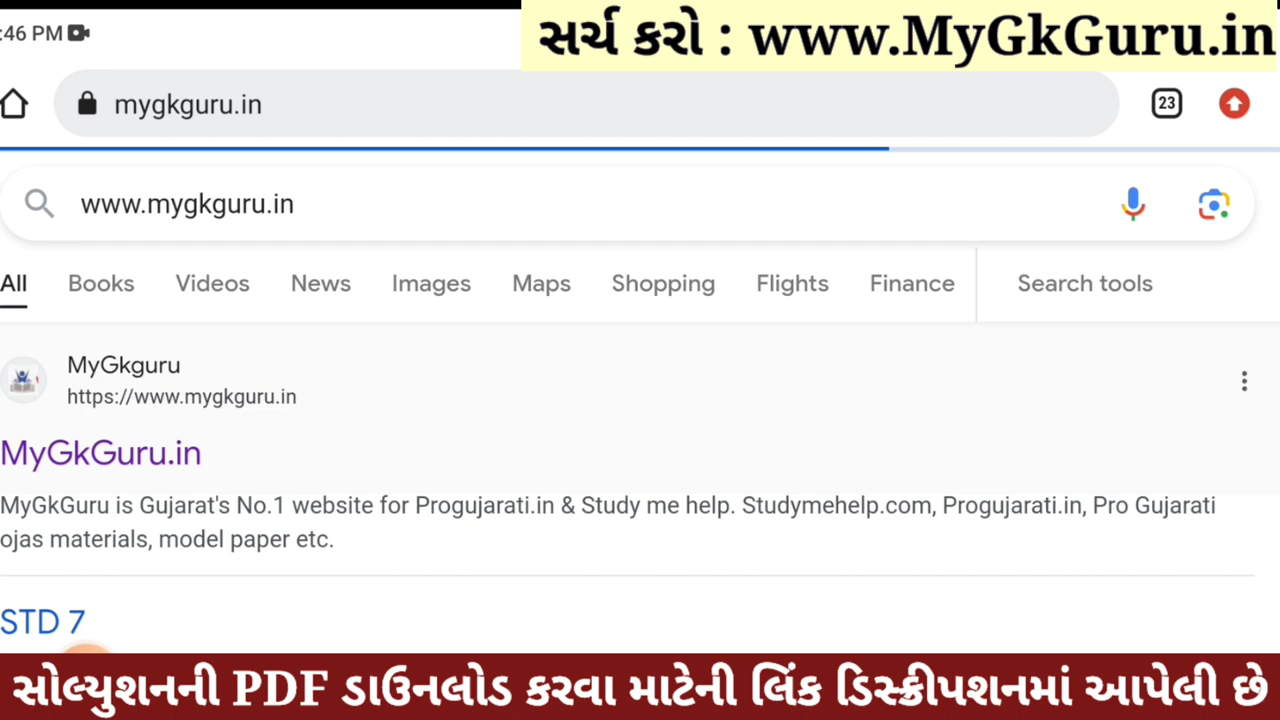 :46 PM
સર્ચ કરો : www.MyGkGuru.in
mygkguru.in
23
www.mygkguru.in
All Books Videos News Images Maps Shopping Flights Finance Search tools
MyGkguru
https://www.mygkguru.in
MyGkGuru.in
MyGkGuru is Gujarat's No.1 website for Progujarati.in & Study me help. Studymehelp.com, Progujarati.in, Pro Gujarati
ojas materials, model paper etc.
STD 7
સોલ્યુશનની PDF ડાઉનલોડ કરવા માટેની લિંક ડિસ્ક્રીપશનમાં આપેલી છે